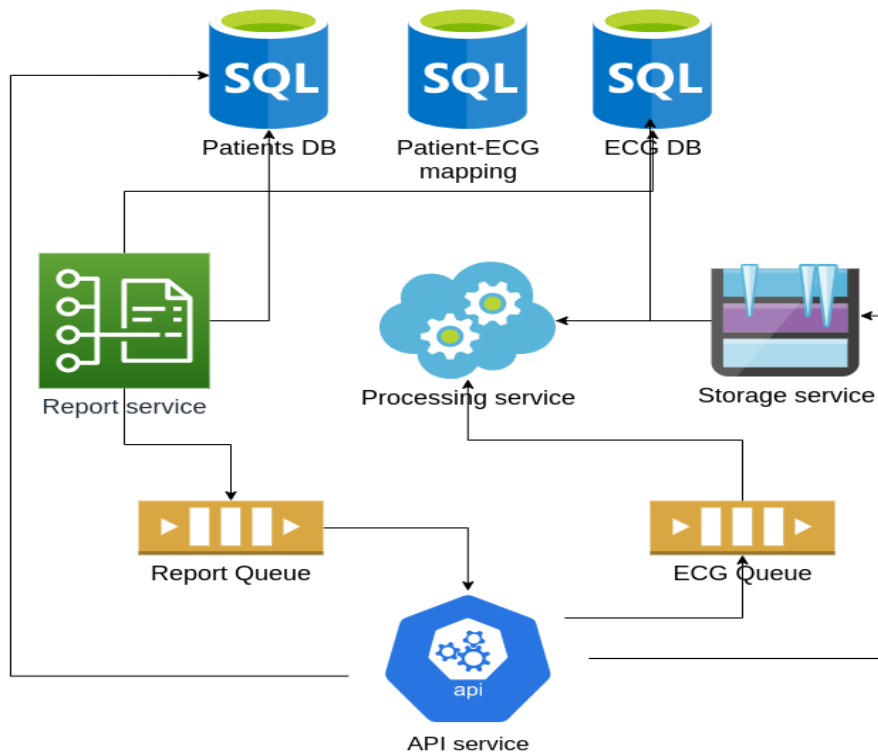 SQL
SQL
SQL
Patients DB
Patient-ECG
mapping
ECG DB
Report service
Processing service
Storage service
Report Queue
ECG Queue
api
API service